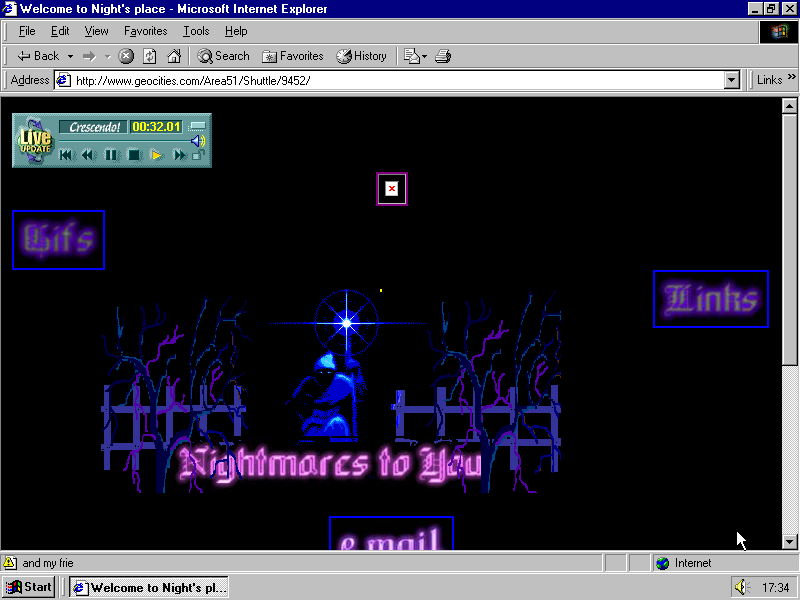 Welcome to Night's place - Microsoft Internet Explorer
File Edit View Favorites Tools Help
Back Search Favorites History
Address http://www.geocities.com/Area51/Shuttle/9452/ Links »
Live UPDATE Crescendo! 00:32.01
Gifs
Links
Nightmares to You
e mail
and my frie Internet
Start Welcome to Night's pl... 17:34